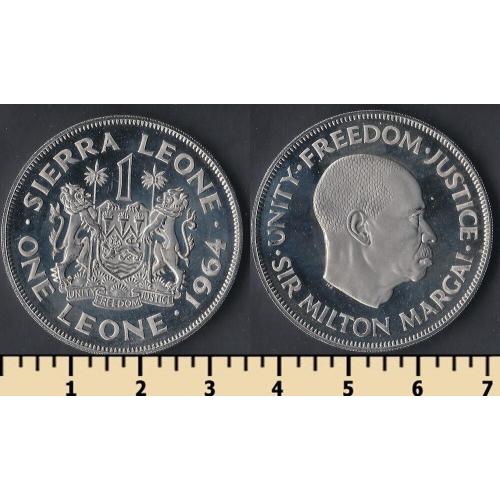 · SIERRA LEONE ·
1
ONE LEONE · 1964
UNITY JUSTICE
FREEDOM
UNITY · FREEDOM · JUSTICE
· SIR MILTON MARGAI ·
1 2 3 4 5 6 7